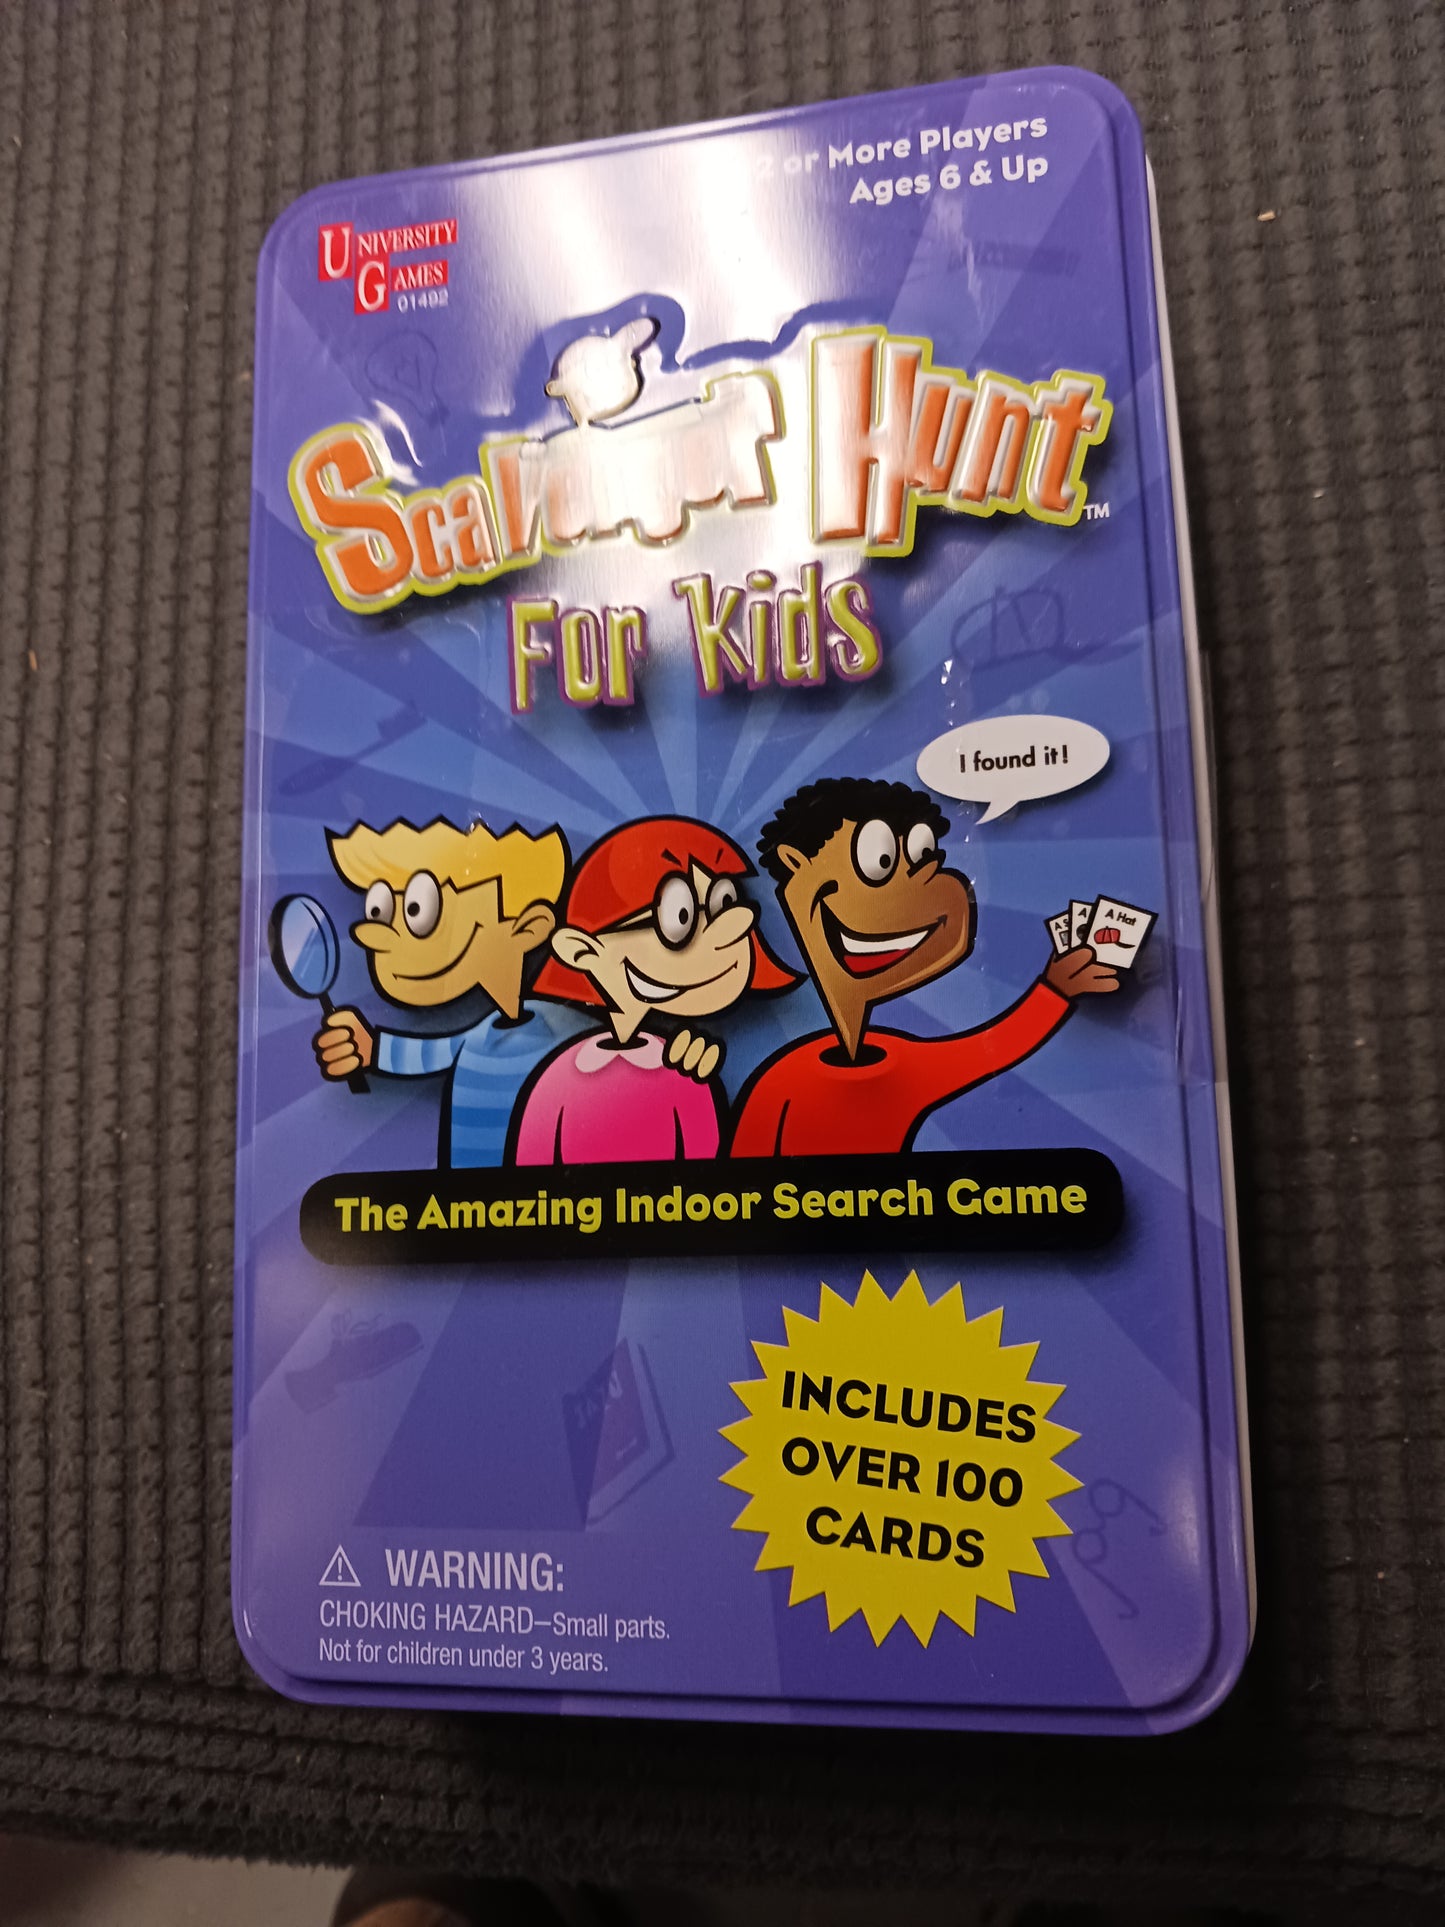 2 or More Players
Ages 6 & Up
UNIVERSITY
GAMES
01492
Scavenger Hunt™
For Kids
I found it!
A Hat
The Amazing Indoor Search Game
INCLUDES
OVER 100
CARDS
⚠ WARNING:
CHOKING HAZARD—Small parts.
Not for children under 3 years.